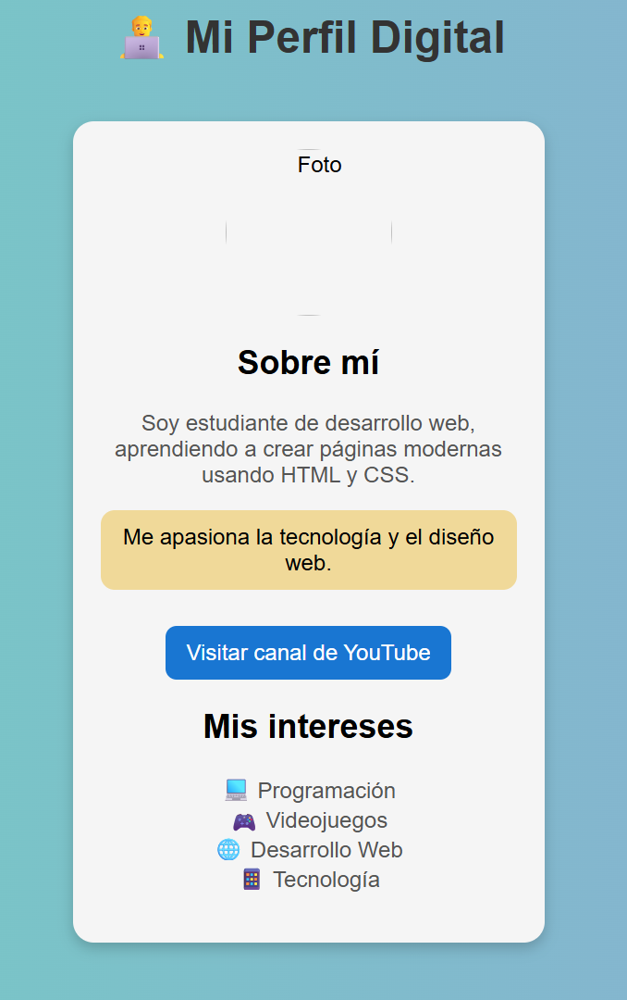 Mi Perfil Digital
Foto
Sobre mí
Soy estudiante de desarrollo web,
aprendiendo a crear páginas modernas
usando HTML y CSS.
Me apasiona la tecnología y el diseño
web.
Visitar canal de YouTube
Mis intereses
Programación
Videojuegos
Desarrollo Web
Tecnología